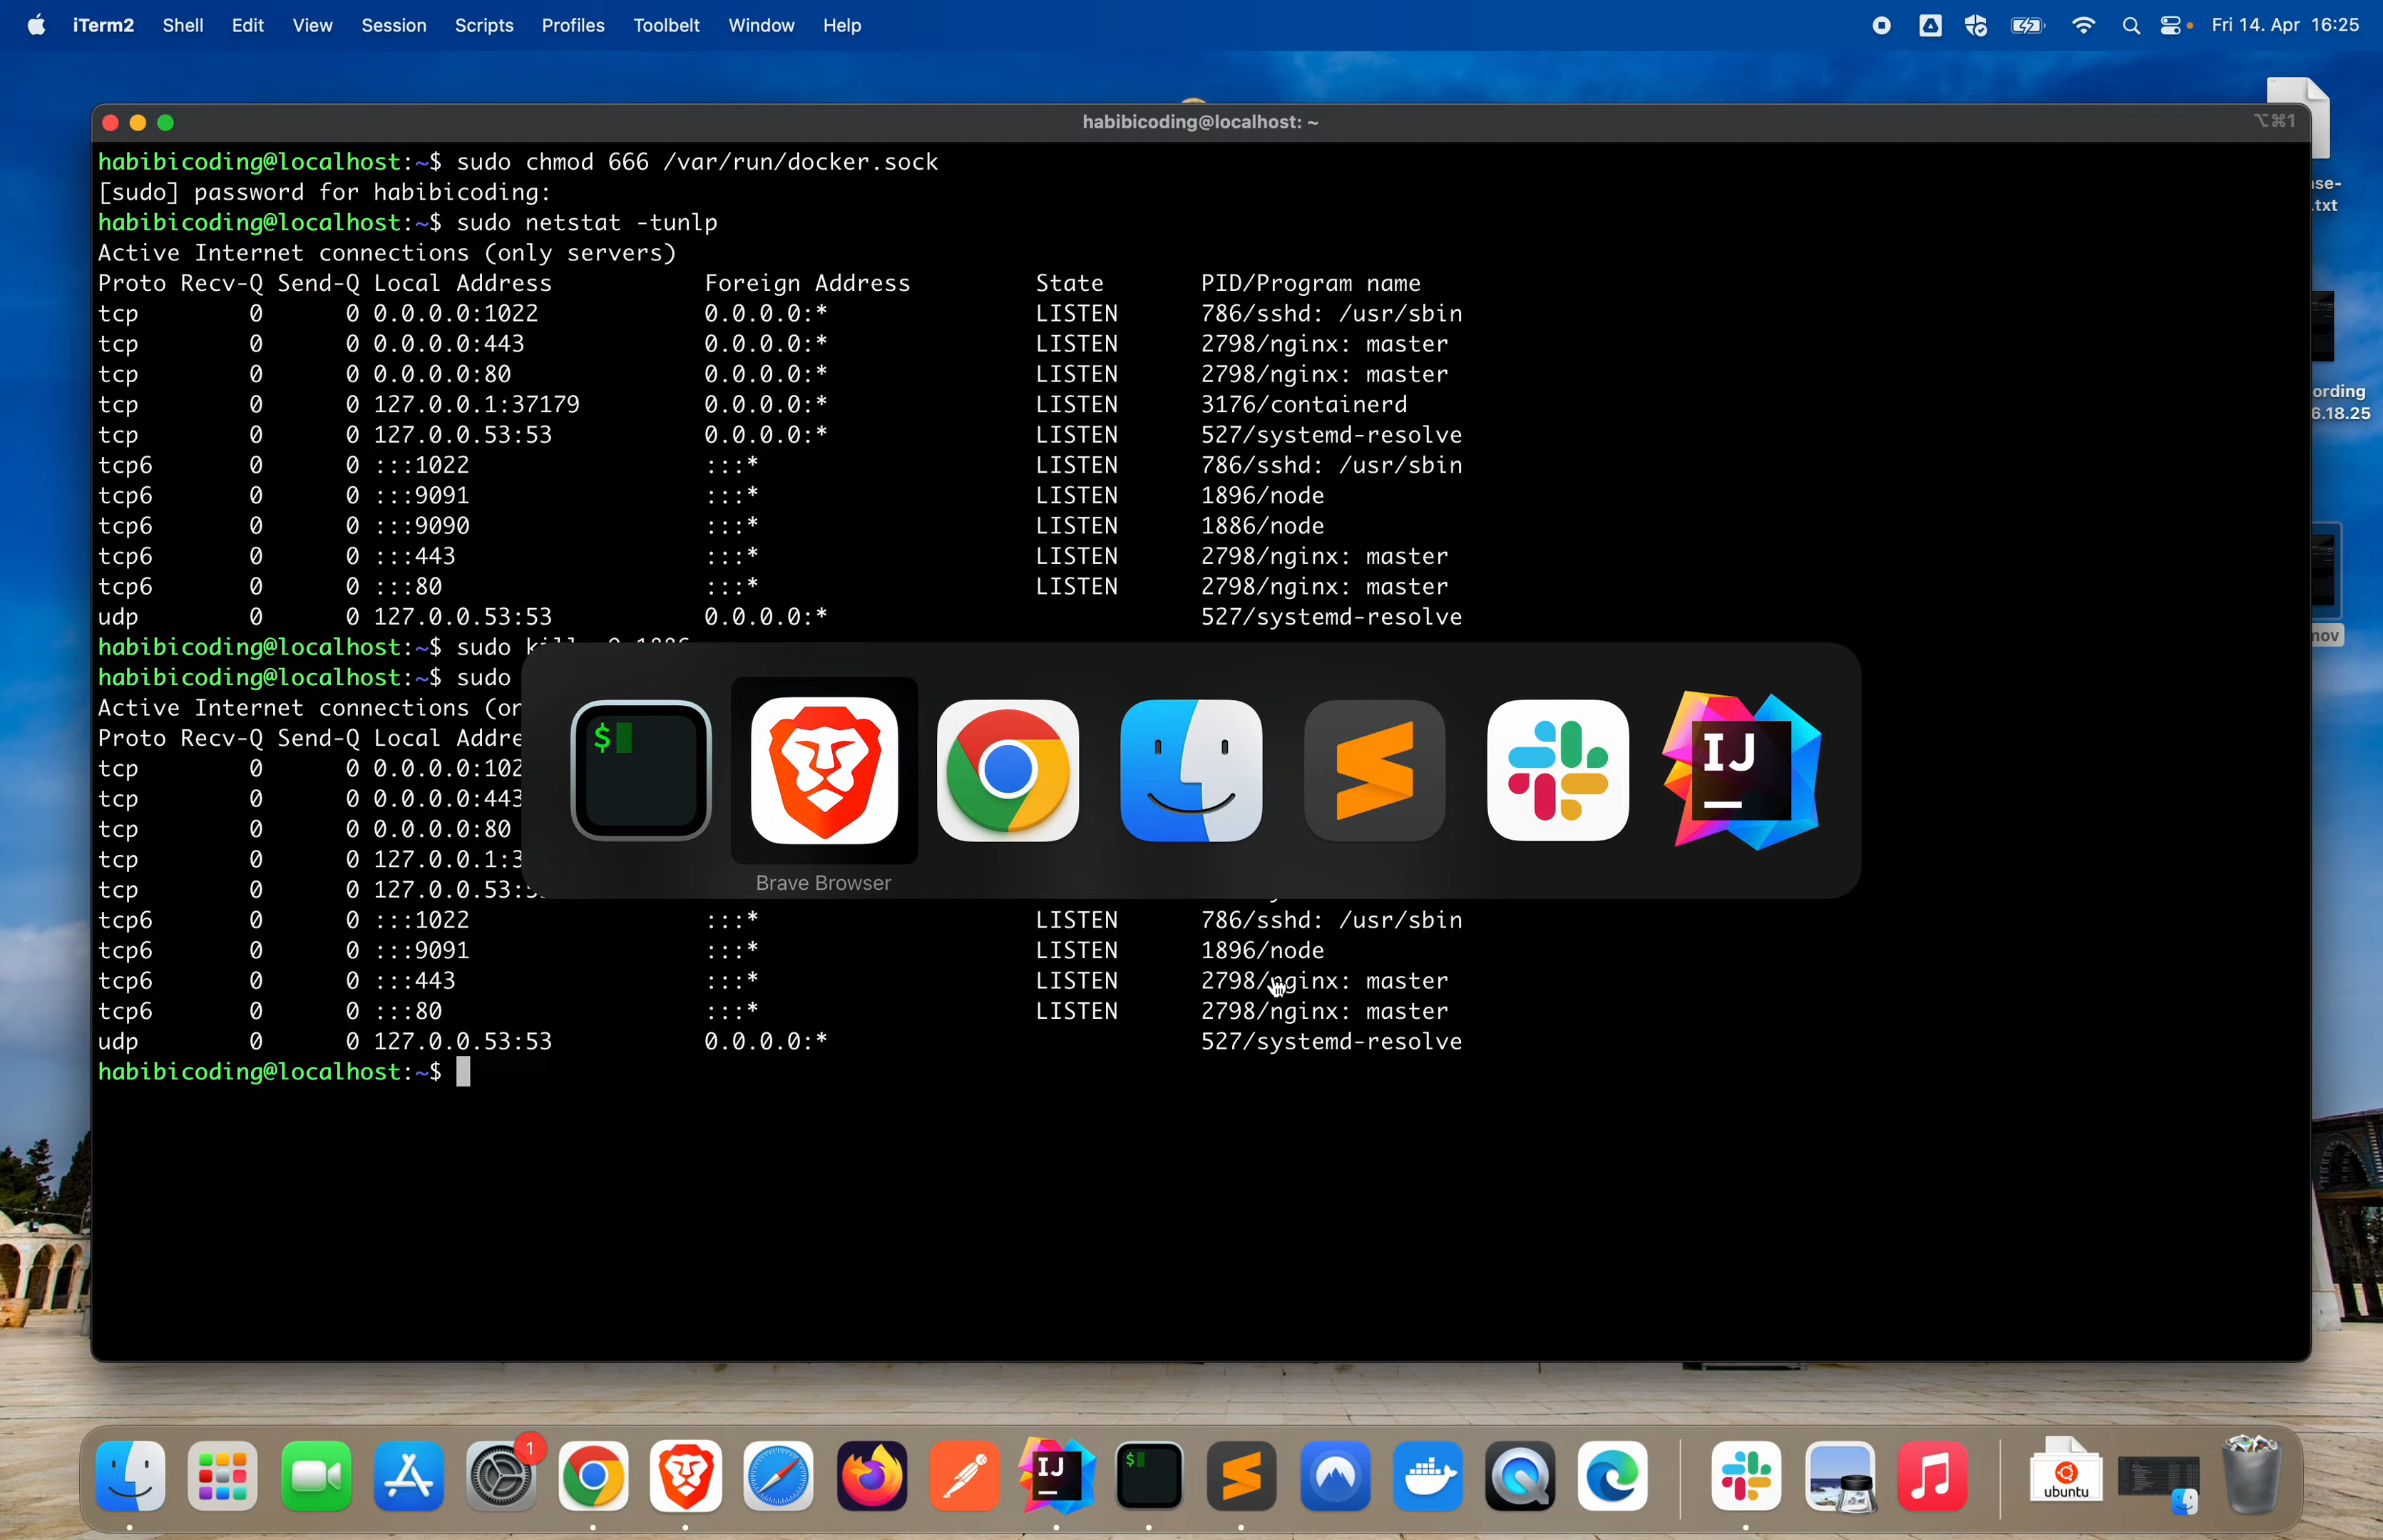 iTerm2 Shell Edit View Session Scripts Profiles Toolbelt Window Help Fri 14. Apr 16:25
habibicoding@localhost: ~ ⌥⌘1
habibicoding@localhost:~$ sudo chmod 666 /var/run/docker.sock
[sudo] password for habibicoding:
habibicoding@localhost:~$ sudo netstat -tunlp
Active Internet connections (only servers)
Proto Recv-Q Send-Q Local Address Foreign Address State PID/Program name
tcp 0 0 0.0.0.0:1022 0.0.0.0:* LISTEN 786/sshd: /usr/sbin
tcp 0 0 0.0.0.0:443 0.0.0.0:* LISTEN 2798/nginx: master
tcp 0 0 0.0.0.0:80 0.0.0.0:* LISTEN 2798/nginx: master
tcp 0 0 127.0.0.1:37179 0.0.0.0:* LISTEN 3176/containerd
tcp 0 0 127.0.0.53:53 0.0.0.0:* LISTEN 527/systemd-resolve
tcp6 0 0 :::1022 :::* LISTEN 786/sshd: /usr/sbin
tcp6 0 0 :::9091 :::* LISTEN 1896/node
tcp6 0 0 :::9090 :::* LISTEN 1886/node
tcp6 0 0 :::443 :::* LISTEN 2798/nginx: master
tcp6 0 0 :::80 :::* LISTEN 2798/nginx: master
udp 0 0 127.0.0.53:53 0.0.0.0:* 527/systemd-resolve
habibicoding@localhost:~$ sudo
habibicoding@localhost:~$ sudo
Active Internet connections (or
Proto Recv-Q Send-Q Local Addre
tcp 0 0 0.0.0.0:102
tcp 0 0 0.0.0.0:443
tcp 0 0 0.0.0.0:80
tcp 0 0 127.0.0.1:3
tcp 0 0 127.0.0.53:5
tcp6 0 0 :::1022 :::* LISTEN 786/sshd: /usr/sbin
tcp6 0 0 :::9091 :::* LISTEN 1896/node
tcp6 0 0 :::443 :::* LISTEN 2798/nginx: master
tcp6 0 0 :::80 :::* LISTEN 2798/nginx: master
udp 0 0 127.0.0.53:53 0.0.0.0:* 527/systemd-resolve
habibicoding@localhost:~$
$
IJ
Brave Browser
se-
.txt
ording
6.18.25
mov
1
IJ
$
ubuntu